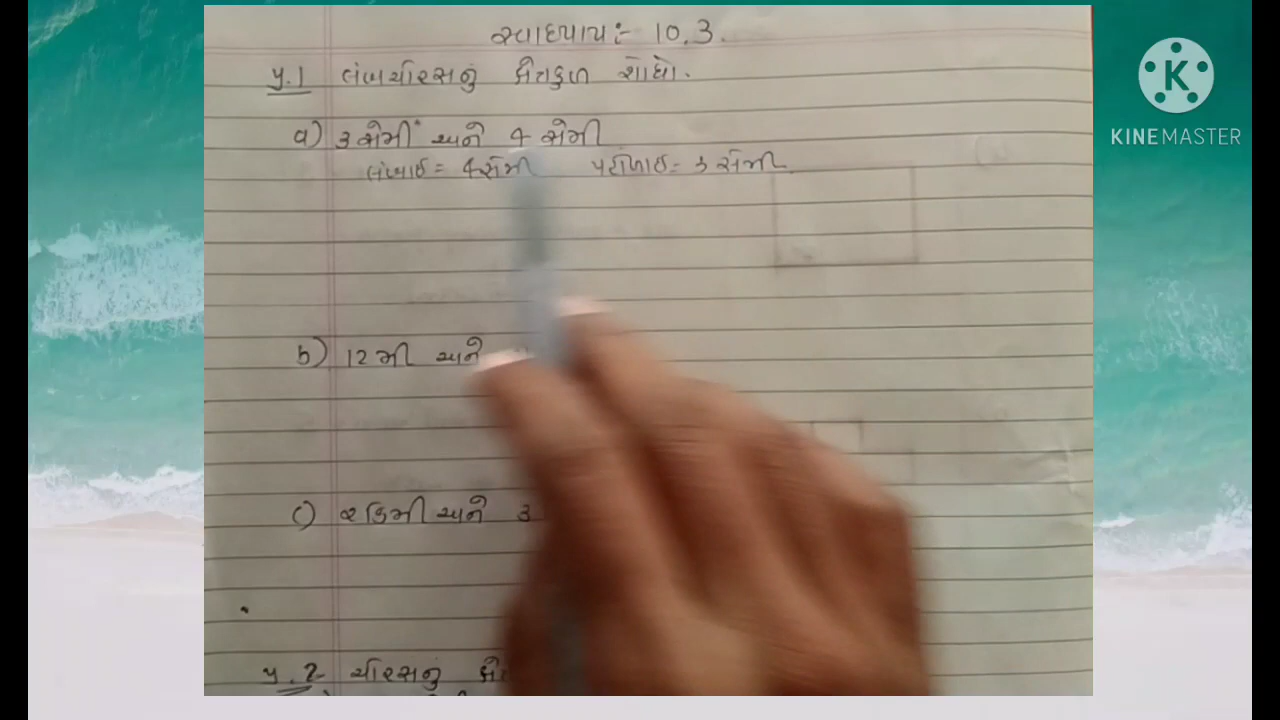 સ્વાધ્યાય :- 10.3.
પ્ર.1 લંબચોરસનું ક્ષેત્રફળ શોધો.
a) 3 સેમી અને 4 સેમી
લંબાઈ = 4 સેમી પહોળાઈ = 3 સેમી
b) 12 મી અને
c) 2 કિમી અને 3
પ્ર.2 ચોરસનું
K
KINEMASTER